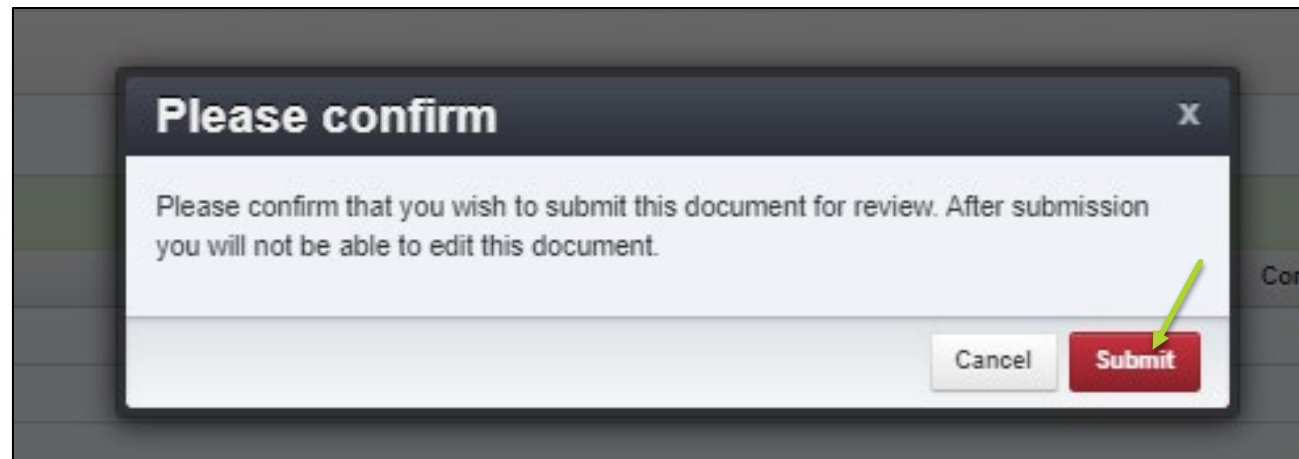 Please confirm
x
Please confirm that you wish to submit this document for review. After submission
you will not be able to edit this document.
Cor
Cancel Submit